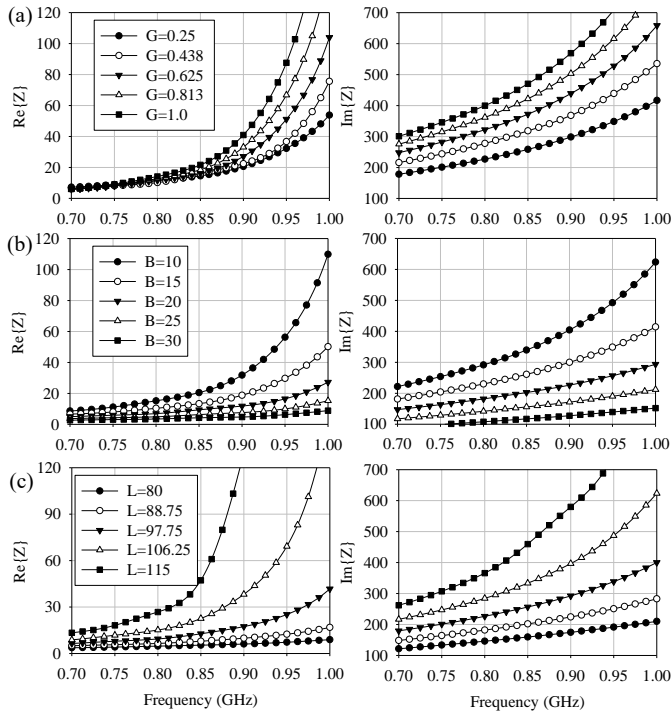 (a)
Re{Z}
120
100
80
60
40
20
0
G=0.25
G=0.438
G=0.625
G=0.813
G=1.0
0.70 0.75 0.80 0.85 0.90 0.95 1.00
Im{Z}
700
600
500
400
300
200
100
0.70 0.75 0.80 0.85 0.90 0.95 1.00
(b)
Re{Z}
120
100
80
60
40
20
0
B=10
B=15
B=20
B=25
B=30
0.70 0.75 0.80 0.85 0.90 0.95 1.00
Im{Z}
700
600
500
400
300
200
100
0.70 0.75 0.80 0.85 0.90 0.95 1.00
(c)
Re{Z}
120
90
60
30
0
L=80
L=88.75
L=97.75
L=106.25
L=115
0.70 0.75 0.80 0.85 0.90 0.95 1.00
Frequency (GHz)
Im{Z}
700
600
500
400
300
200
100
0.70 0.75 0.80 0.85 0.90 0.95 1.00
Frequency (GHz)